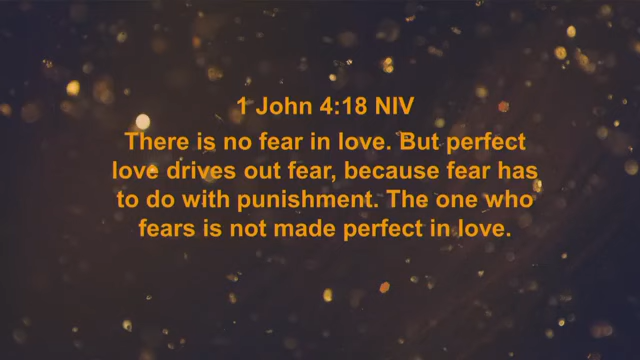 1 John 4:18 NIV
There is no fear in love. But perfect
love drives out fear, because fear has
to do with punishment. The one who
fears is not made perfect in love.